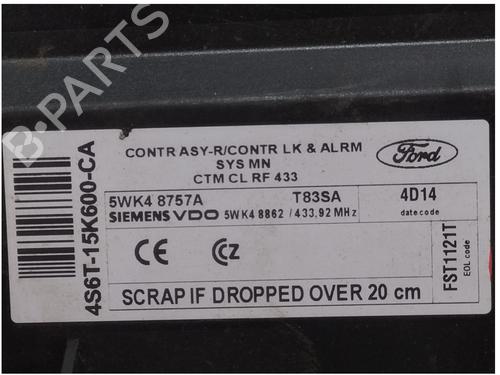 4S6T-15K600-CA
CONTR ASY-R/CONTR LK & ALRM
SYS MN
CTM CL RF 433
Ford
5WK4 8757A T83SA
SIEMENS VDO 5WK4 8862 / 433,92 MHz
4D14
date code
CE CZ
FST1121T
EOL code
SCRAP IF DROPPED OVER 20 cm